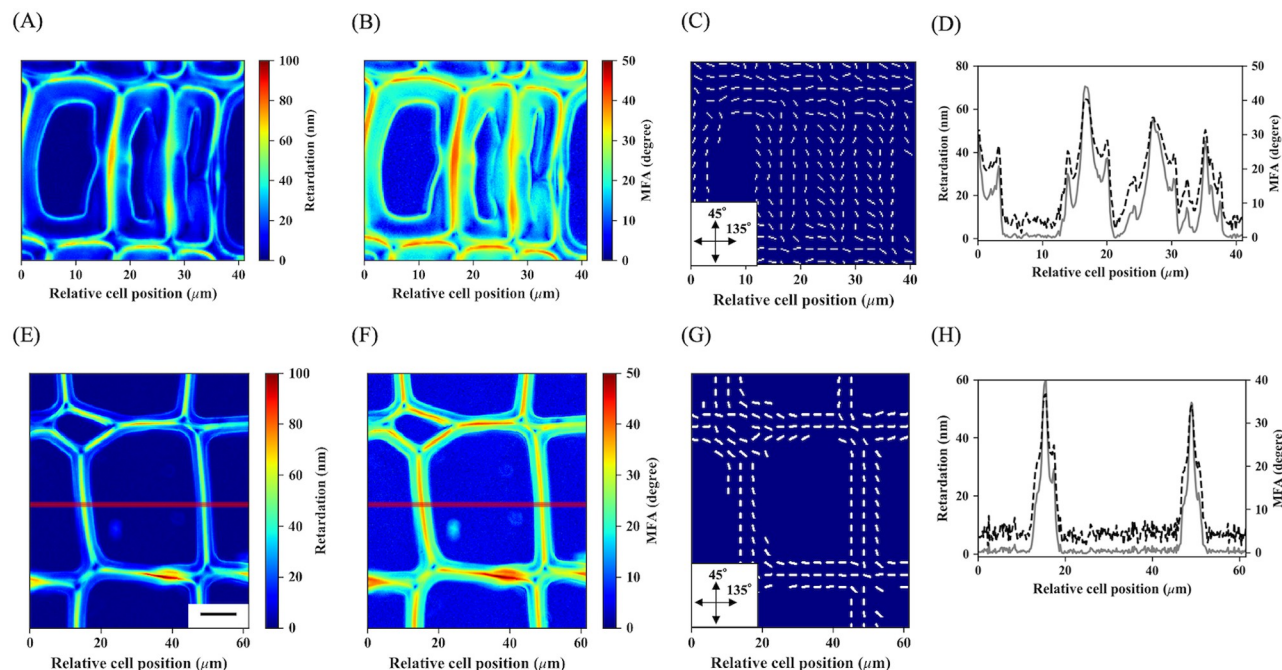 (A)
100
80
60
40
20
0
Retardation (nm)
0 10 20 30 40
Relative cell position (μm)
(B)
50
40
30
20
10
0
MFA (degree)
0 10 20 30 40
Relative cell position (μm)
(C)
45°
135°
0 10 20 30 40
Relative cell position (μm)
(D)
80
60
40
20
0
Retardation (nm)
50
40
30
20
10
0
MFA (degree)
0 10 20 30 40
Relative cell position (μm)
(E)
100
80
60
40
20
0
Retardation (nm)
0 20 40 60
Relative cell position (μm)
(F)
50
40
30
20
10
0
MFA (degree)
0 20 40 60
Relative cell position (μm)
(G)
45°
135°
0 20 40 60
Relative cell position (μm)
(H)
60
40
20
0
Retardation (nm)
40
30
20
10
0
MFA (degere)
0 20 40 60
Relative cell position (μm)